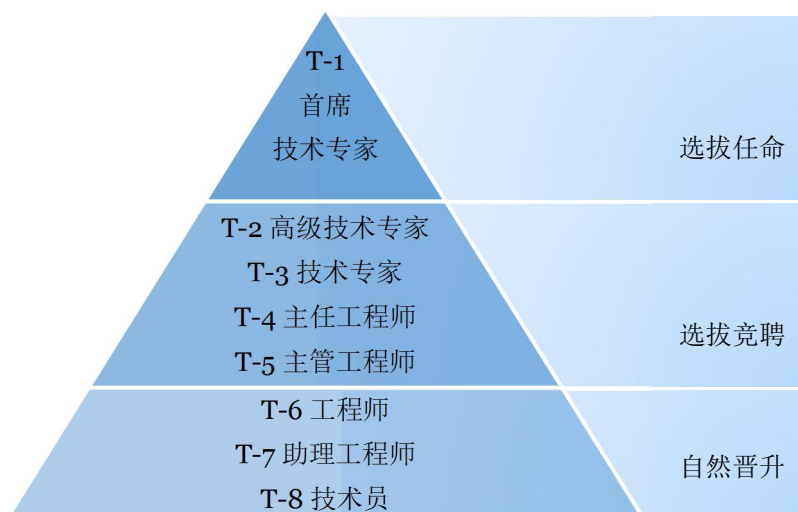 T-1
首席
技术专家
选拔任命
T-2 高级技术专家
T-3 技术专家
T-4 主任工程师
T-5 主管工程师
选拔竞聘
T-6 工程师
T-7 助理工程师
T-8 技术员
自然晋升